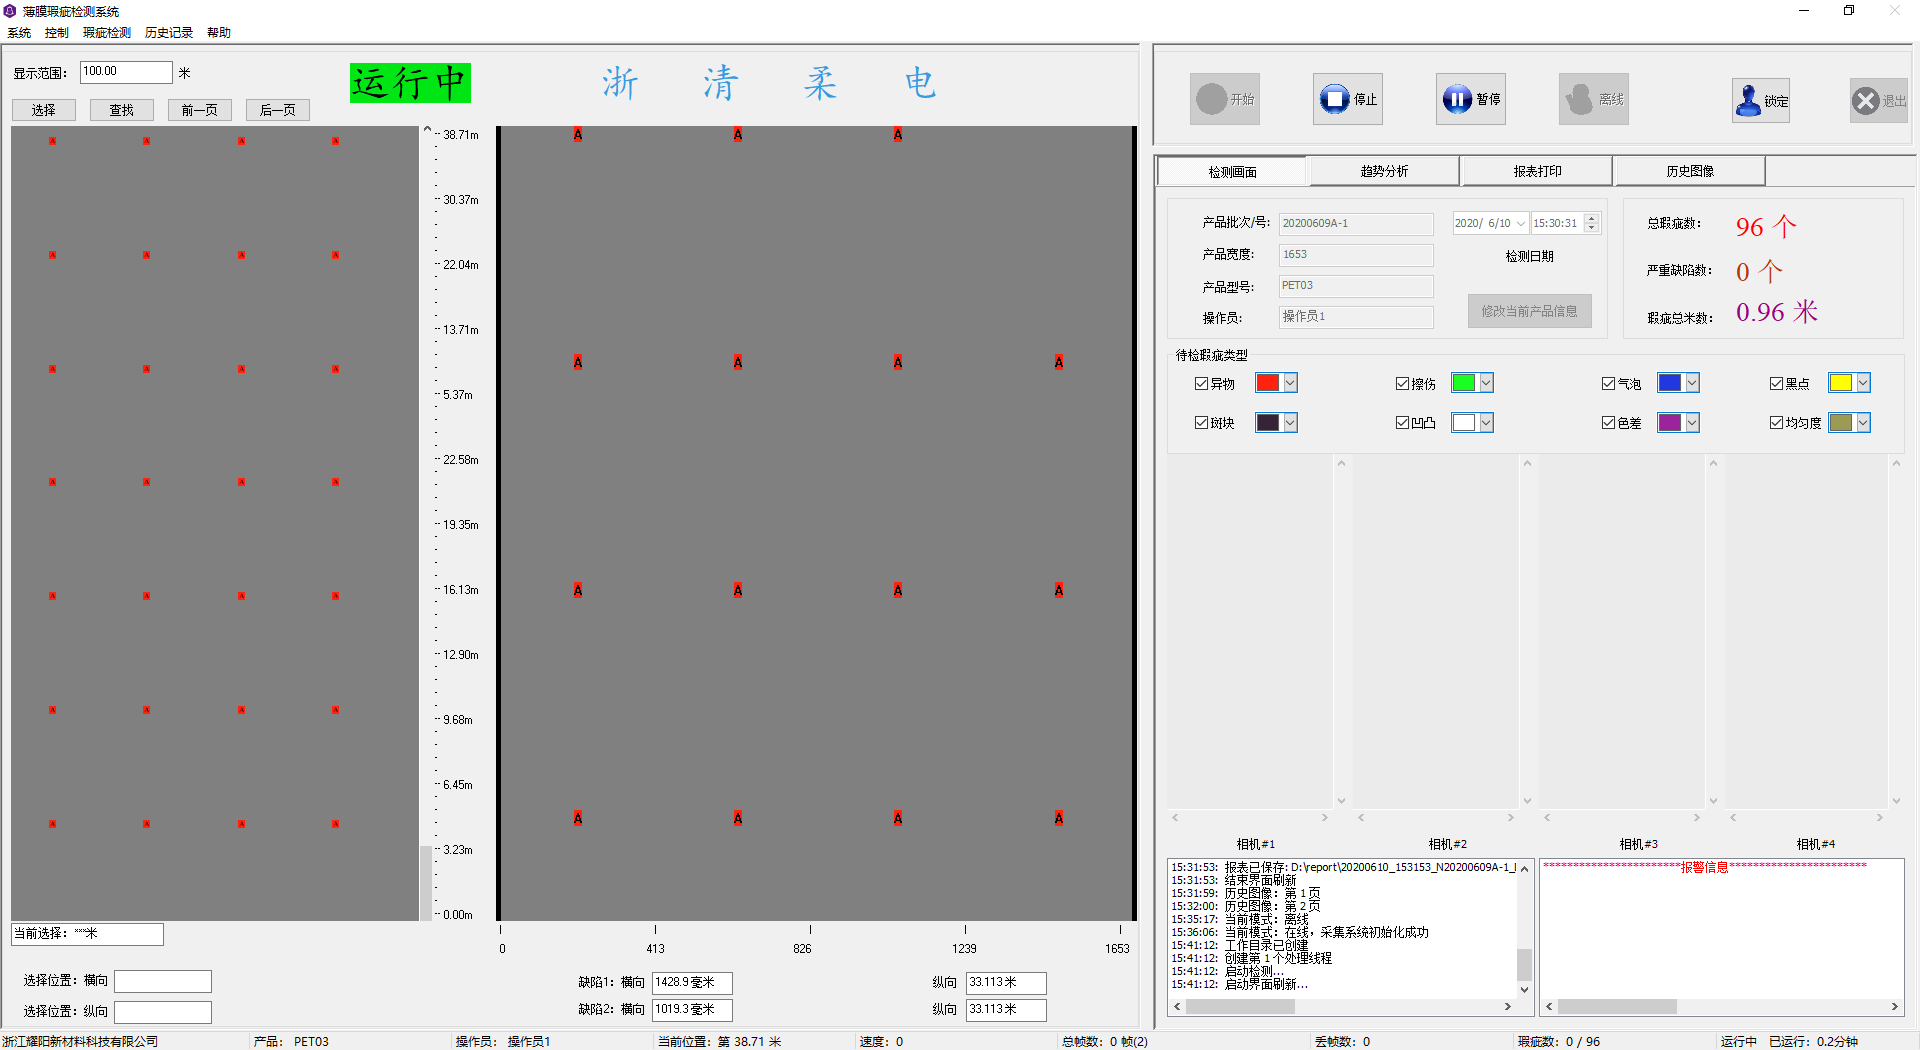 薄膜瑕疵检测系统
系统 控制 瑕疵检测 历史记录 帮助
显示范围： 100.00 米
运行中
浙 清 柔 电
选择 查找 前一页 后一页
开始 停止 暂停 离线 锁定 退出
检测画面 趋势分析 报表打印 历史图像
A A A A
A A A A
A A A A
A A A A
A A A A
A A A A
A A A A
38.71m
30.37m
22.04m
13.71m
5.37m
22.58m
19.35m
16.13m
12.90m
9.68m
6.45m
3.23m
0.00m
A A A
A A A A
A A A A
A A A A
0 413 826 1239 1653
当前选择：***米
选择位置：横向
选择位置：纵向
缺陷1：横向 1428.9毫米 纵向 33.113米
缺陷2：横向 1019.3毫米 纵向 33.113米
产品批次/号: 20200609A-1 2020/ 6/10 15:30:31
产品宽度: 1653 检测日期
产品型号: PET03
操作员: 操作员1 修改当前产品信息
总瑕疵数: 96 个
严重缺陷数: 0 个
瑕疵总米数: 0.96 米
待检瑕疵类型
异物 擦伤 气泡 黑点
斑块 凹凸 色差 均匀度
相机#1 相机#2 相机#3 相机#4
15:31:53: 报表已保存: D:\report\20200610_153153_N20200609A-1_
15:31:53: 结束界面刷新
15:31:59: 历史图像：第 1 页
15:32:00: 历史图像：第 2 页
15:35:17: 当前模式：离线
15:36:06: 当前模式：在线，采集系统初始化成功
15:41:12: 工作目录已创建
15:41:12: 创建第 1 个处理线程
15:41:12: 启动检测...
15:41:12: 启动界面刷新...
***********************报警信息***********************
浙江耀阳新材料科技有限公司 产品： PET03 操作员： 操作员1 当前位置：第 38.71 米 速度：0 总帧数：0 帧(2) 丢帧数：0 瑕疵数：0 / 96 运行中 已运行：0.2分钟